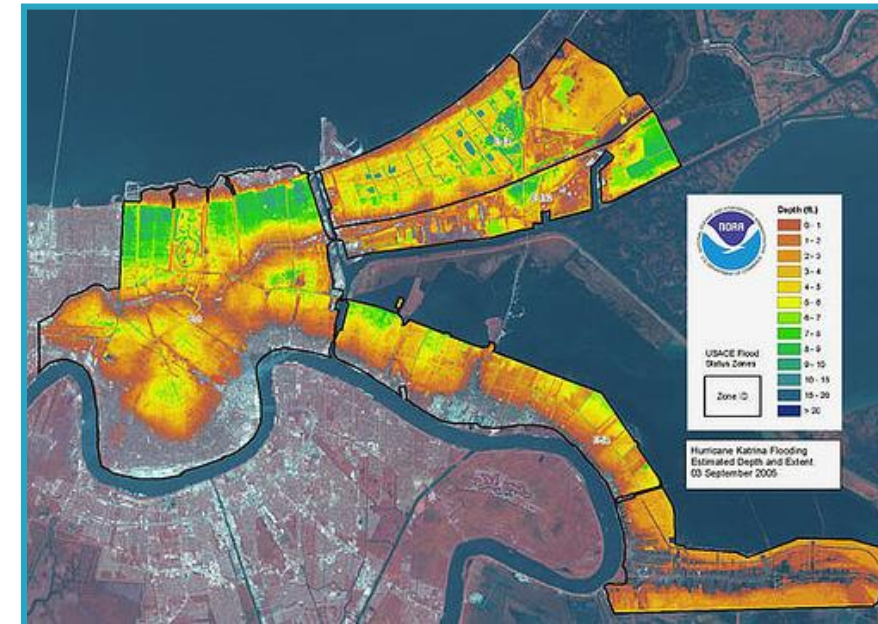 NOAA
Depth (ft.)
0 - 1
1 - 2
2 - 3
3 - 4
4 - 5
5 - 6
6 - 7
7 - 8
8 - 9
9 - 10
10 - 15
15 - 20
> 20
USACE Flood
Status Zones
Zone ID
Hurricane Katrina Flooding
Estimated Depth and Extent
03 September 2005